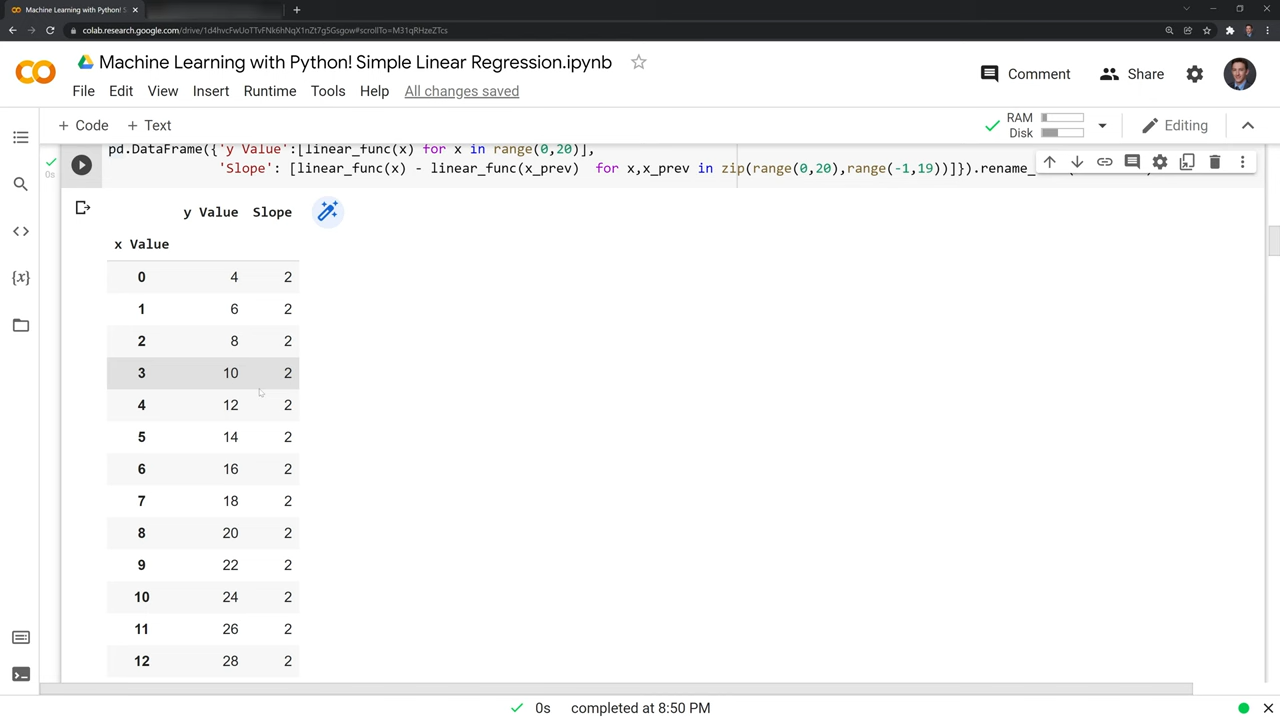 Machine Learning with Python! S
colab.research.google.com/drive/1d4hvcFwUoTTvFNk6hNqX1nZt7g5Gsgow#scrollTo=M31qRHzeZTcs
Machine Learning with Python! Simple Linear Regression.ipynb
Comment
Share
File Edit View Insert Runtime Tools Help All changes saved
+ Code + Text
RAM
Disk
Editing
pd.DataFrame({'y Value':[linear_func(x) for x in range(0,20)],
0s
'Slope': [linear_func(x) - linear_func(x_prev)  for x,x_prev in zip(range(0,20),range(-1,19))]}).rename_
y Value Slope
x Value
0 4 2
1 6 2
2 8 2
3 10 2
4 12 2
5 14 2
6 16 2
7 18 2
8 20 2
9 22 2
10 24 2
11 26 2
12 28 2
0s completed at 8:50 PM